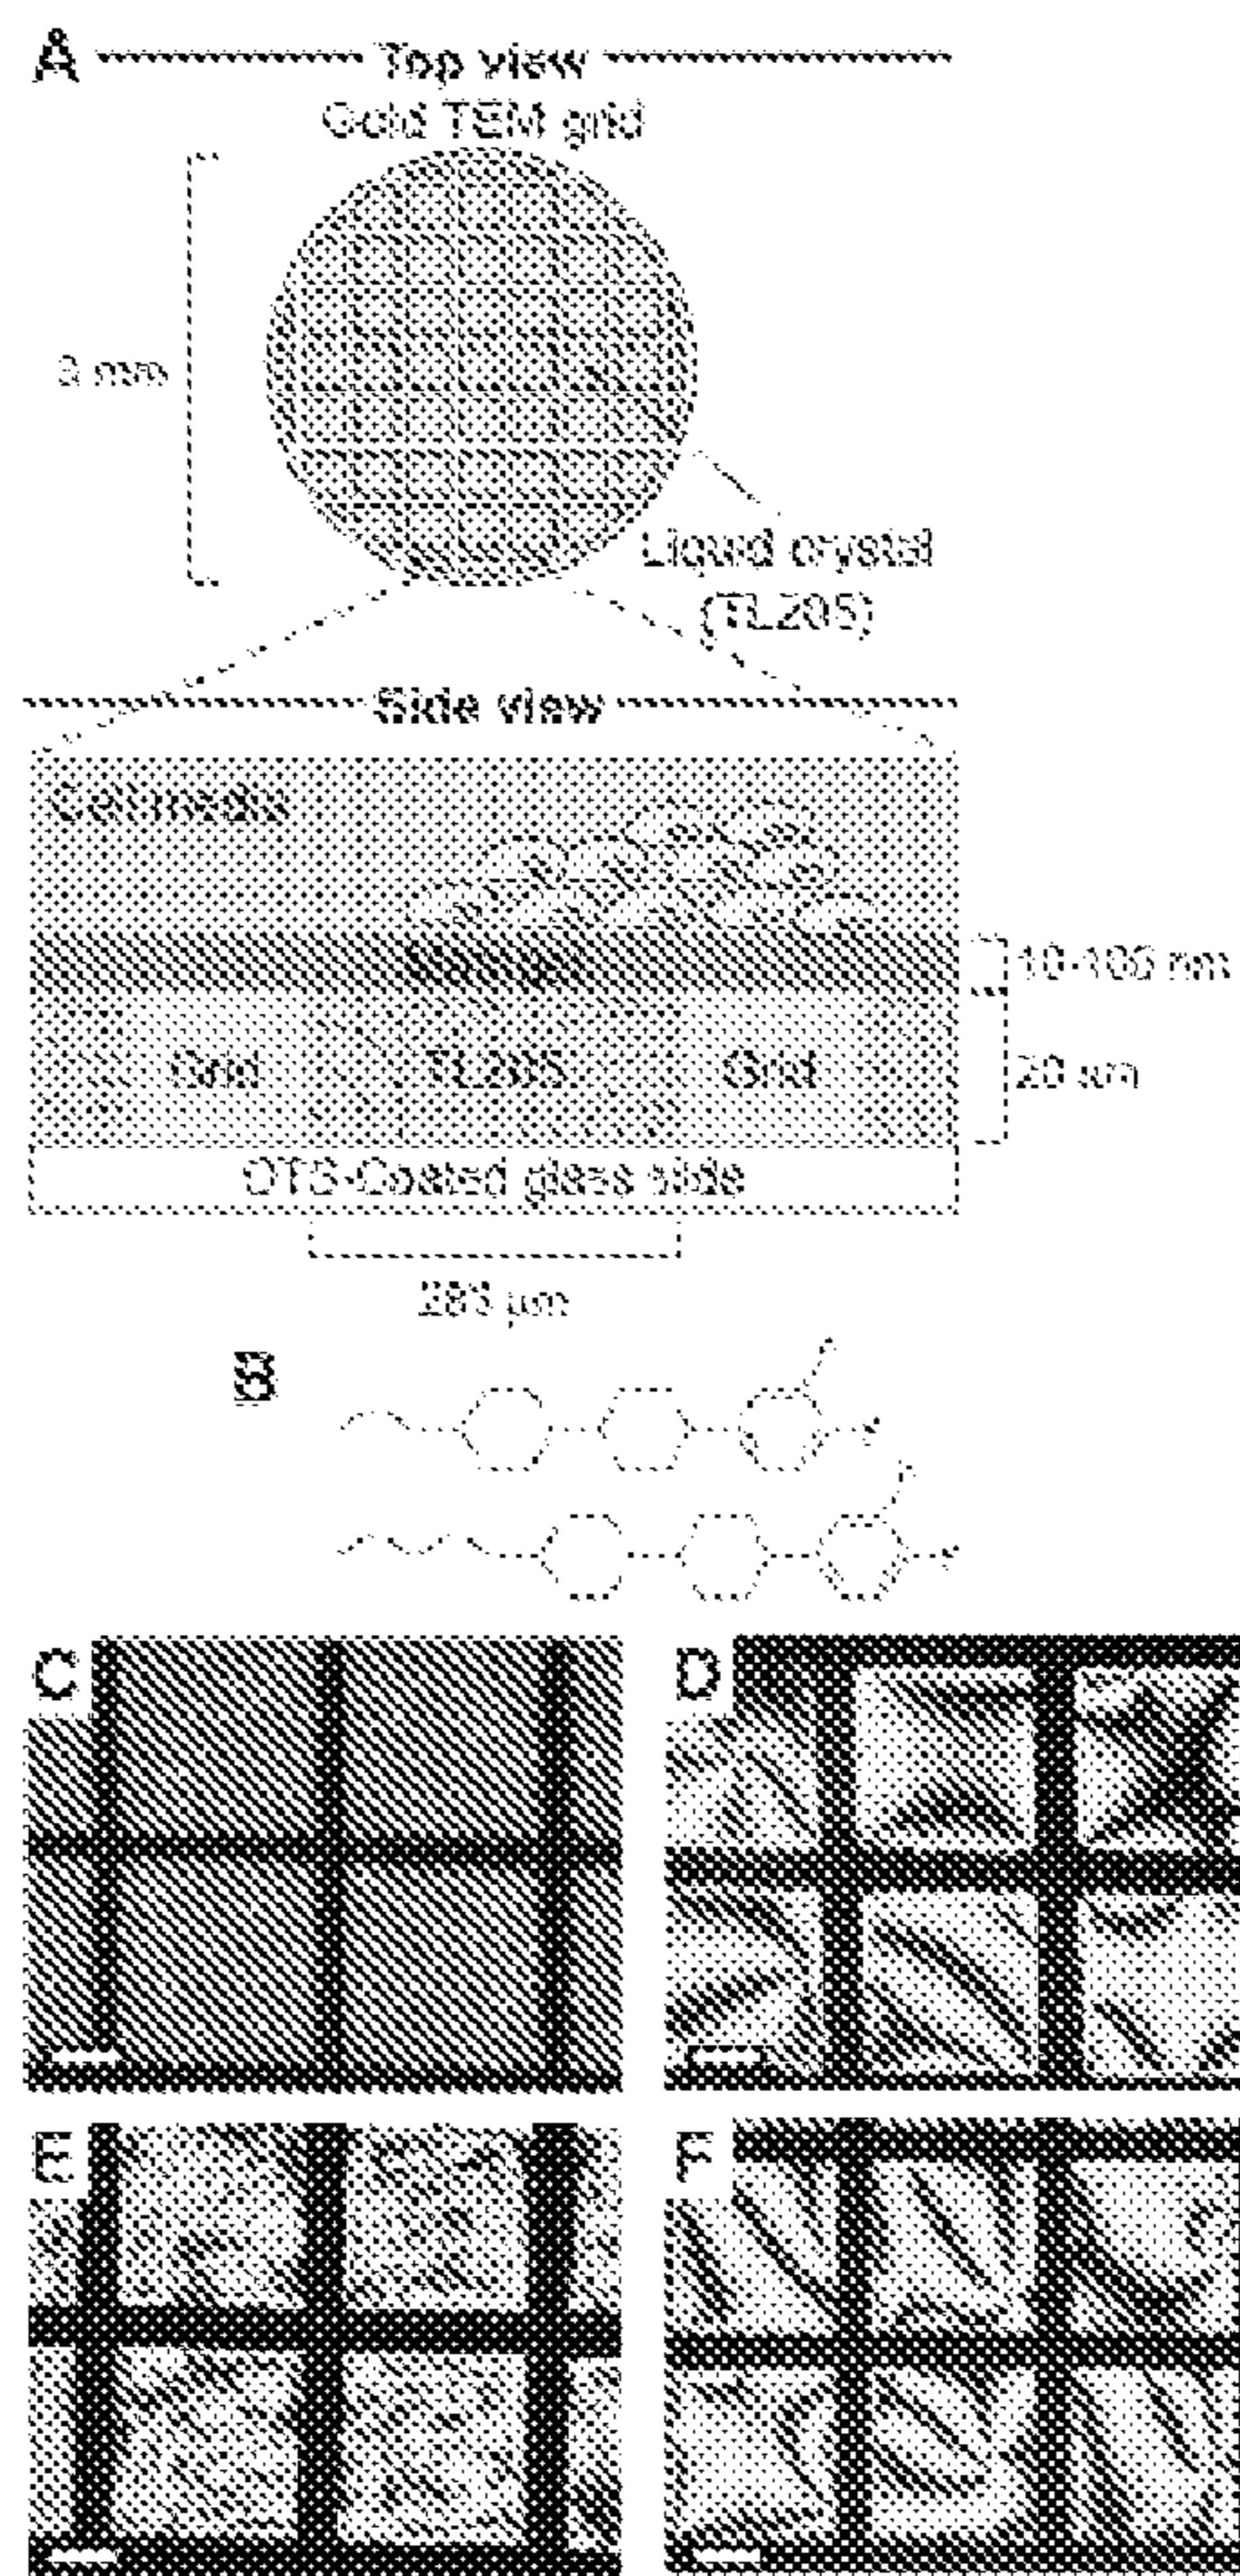 A
Top view
Gold TEM grid
3 mm
Liquid crystal
(TL205)
Side view
Cell media
Matrigel
10-100 nm
Grid
TL205
Grid
20 µm
OTS-Coated glass slide
283 µm
B
C
D
E
F